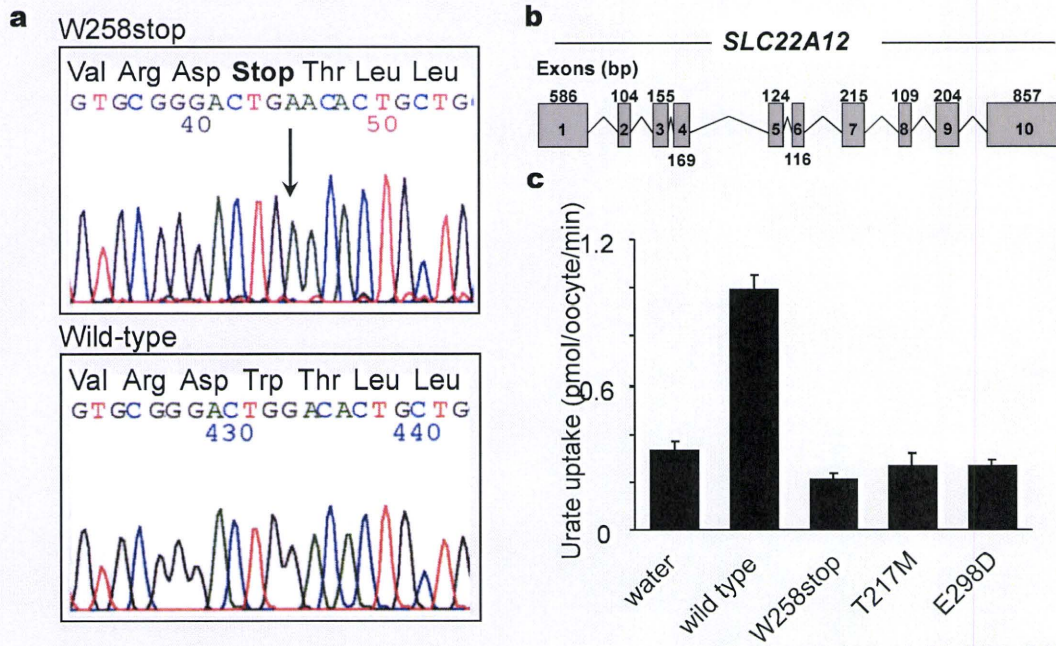 a
W258stop
Val Arg Asp Stop Thr Leu Leu
GTGCGGGACTGAACACTGCTG
40 50
Wild-type
Val Arg Asp Trp Thr Leu Leu
GTGCGGGACTGGACACTGCTG
430 440
b
SLC22A12
Exons (bp)
586 104 155 124 215 109 204 857
1 2 3 4 5 6 7 8 9 10
169 116
c
Urate uptake (pmol/oocyte/min)
1.2
0.6
0
water
wild type
W258stop
T217M
E298D